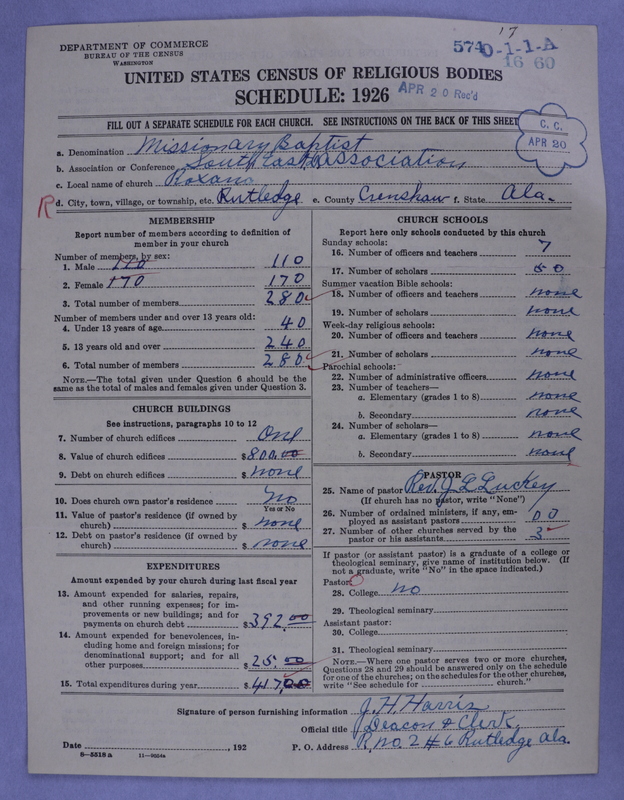 17
DEPARTMENT OF COMMERCE
BUREAU OF THE CENSUS
WASHINGTON
5740-1-1-A
16 60
UNITED STATES CENSUS OF RELIGIOUS BODIES
SCHEDULE: 1926
APR 20 Rec'd
FILL OUT A SEPARATE SCHEDULE FOR EACH CHURCH. SEE INSTRUCTIONS ON THE BACK OF THIS SHEET
C. C.
APR 20
a. Denomination Missionary Baptist
b. Association or Conference South East Association
c. Local name of church Roxana
R d. City, town, village, or township, etc. Rutledge e. County Crenshaw f. State Ala.
MEMBERSHIP
Report number of members according to definition of member in your church
Number of members, by sex:
1. Male 110 110
2. Female 170 170
3. Total number of members 280
Number of members under and over 13 years old:
4. Under 13 years of age 40
5. 13 years old and over 240
6. Total number of members 280
NOTE.—The total given under Question 6 should be the
same as the total of males and females given under Question 3.
CHURCH BUILDINGS
See instructions, paragraphs 10 to 12
7. Number of church edifices One
8. Value of church edifices $800.00
9. Debt on church edifices $ none
10. Does church own pastor's residence No
Yes or No
11. Value of pastor's residence (if owned by
church) $ none
12. Debt on pastor's residence (if owned by
church) $ none
EXPENDITURES
Amount expended by your church during last fiscal year
13. Amount expended for salaries, repairs,
and other running expenses; for im-
provements or new buildings; and for
payments on church debt $392.00
14. Amount expended for benevolences, in-
cluding home and foreign missions; for
denominational support; and for all
other purposes $25.00
15. Total expenditures during year $417.00
CHURCH SCHOOLS
Report here only schools conducted by this church
Sunday schools:
16. Number of officers and teachers 7
17. Number of scholars 50
Summer vacation Bible schools:
18. Number of officers and teachers none
19. Number of scholars none
Week-day religious schools:
20. Number of officers and teachers none
21. Number of scholars none
Parochial schools:
22. Number of administrative officers none
23. Number of teachers—
a. Elementary (grades 1 to 8) none
b. Secondary none
24. Number of scholars—
a. Elementary (grades 1 to 8) none
b. Secondary none
PASTOR
25. Name of pastor Rev. J L Luckey
(If church has no pastor, write "None")
26. Number of ordained ministers, if any, em-
ployed as assistant pastors 00
27. Number of other churches served by the
pastor or his assistants 3
If pastor (or assistant pastor) is a graduate of a college or
theological seminary, give name of institution below. (If
not a graduate, write "No" in the space indicated.)
Pastor:
28. College No
29. Theological seminary
Assistant pastor:
30. College
31. Theological seminary
NOTE.—Where one pastor serves two or more churches,
Questions 28 and 29 should be answered only on the schedule
for one of the churches; on the schedules for the other churches,
write "See schedule for church."
Signature of person furnishing information J. H. Harris
Official title Deacon & Clerk
Date , 192 P. O. Address R, No. 2 #6 Rutledge Ala.
8—5518 a 11—9554a